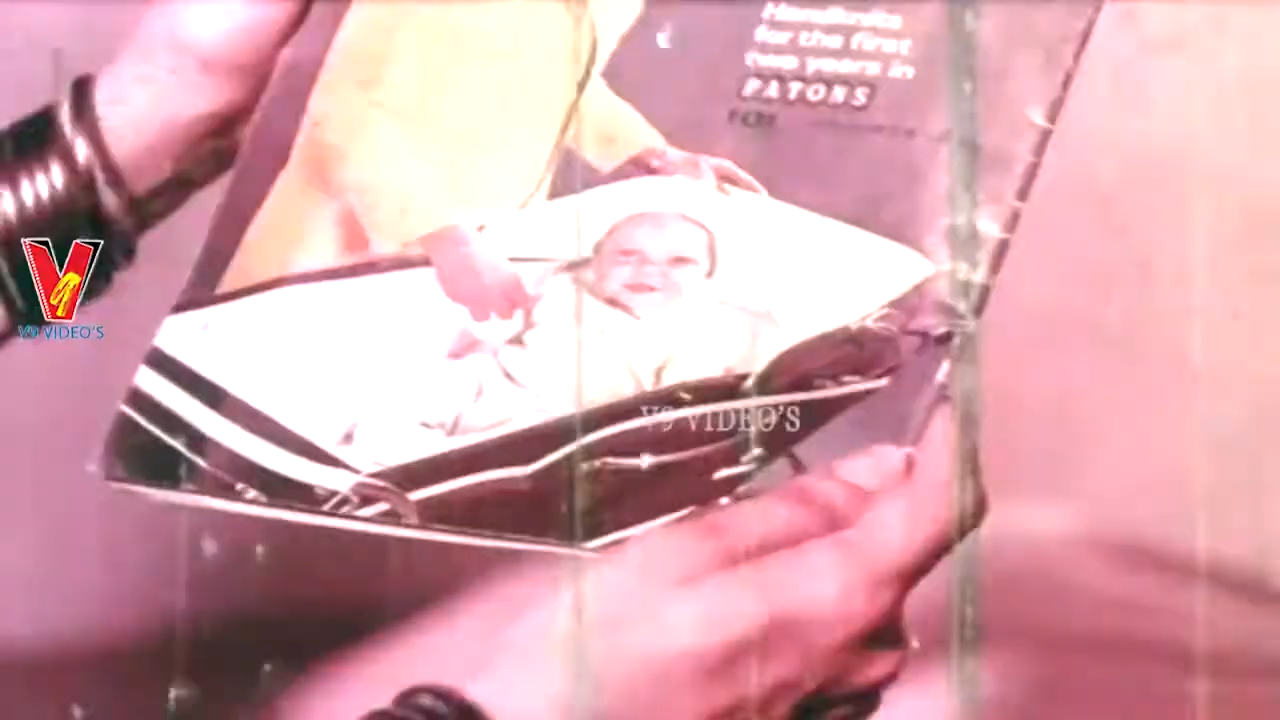 Handknits
for the first
two years in
PATONS
V9 VIDEO'S
V9 VIDEO'S